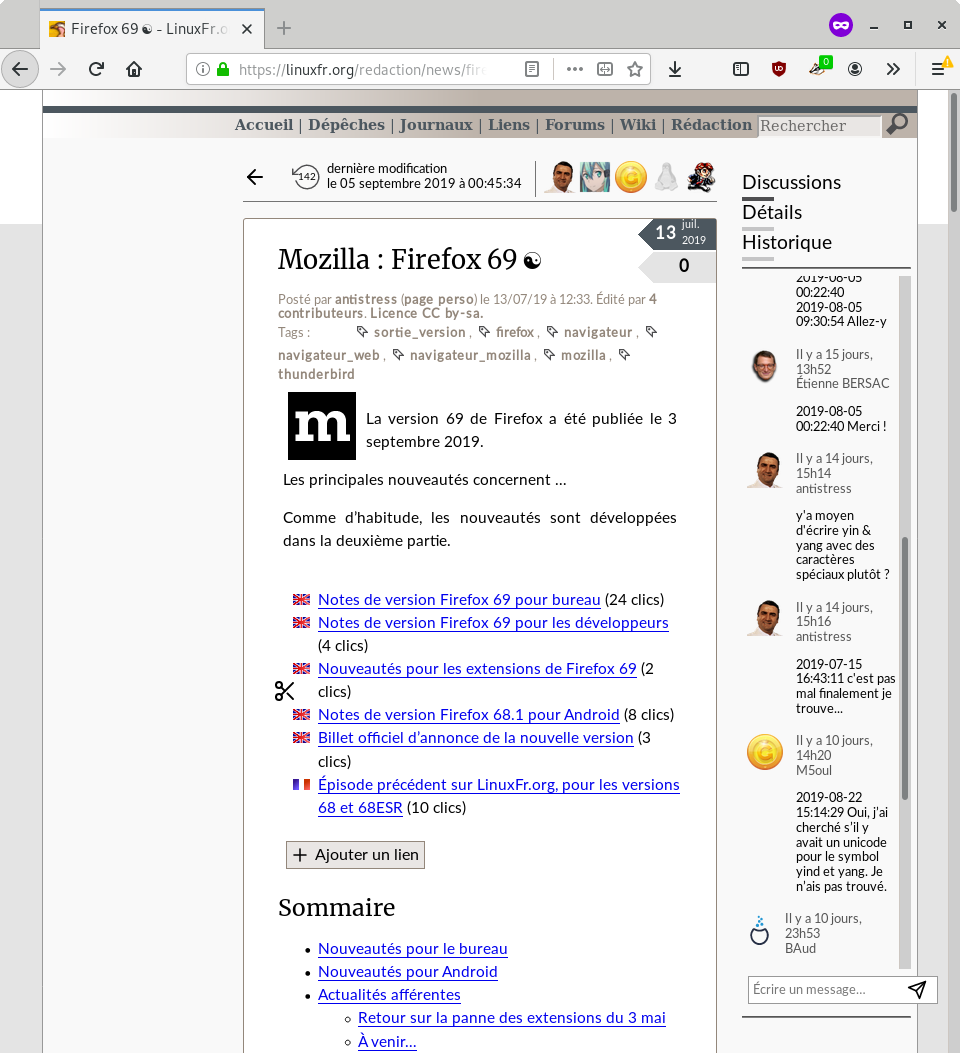 Firefox 69 ☯ - LinuxFr.o
https://linuxfr.org/redaction/news/fire
0
Accueil | Dépêches | Journaux | Liens | Forums | Wiki | Rédaction
Rechercher
142
dernière modification
le 05 septembre 2019 à 00:45:34
13 juil. 2019
0
Mozilla : Firefox 69 ☯
Posté par antistress (page perso) le 13/07/19 à 12:33. Édité par 4
contributeurs. Licence CC by-sa.
Tags : sortie_version , firefox , navigateur ,
navigateur_web , navigateur_mozilla , mozilla ,
thunderbird
m
La version 69 de Firefox a été publiée le 3
septembre 2019.
Les principales nouveautés concernent ...
Comme d’habitude, les nouveautés sont développées
dans la deuxième partie.
Notes de version Firefox 69 pour bureau (24 clics)
Notes de version Firefox 69 pour les développeurs
(4 clics)
Nouveautés pour les extensions de Firefox 69 (2
clics)
Notes de version Firefox 68.1 pour Android (8 clics)
Billet officiel d’annonce de la nouvelle version (3
clics)
Épisode précédent sur LinuxFr.org, pour les versions
68 et 68ESR (10 clics)
+ Ajouter un lien
Sommaire
• Nouveautés pour le bureau
• Nouveautés pour Android
• Actualités afférentes
◦ Retour sur la panne des extensions du 3 mai
◦ À venir…
Discussions
Détails
Historique
2019-08-05
00:22:40
2019-08-05
09:30:54 Allez-y
Il y a 15 jours,
13h52
Étienne BERSAC
2019-08-05
00:22:40 Merci !
Il y a 14 jours,
15h14
antistress
y'a moyen
d'écrire yin &
yang avec des
caractères
spéciaux plutôt ?
Il y a 14 jours,
15h16
antistress
2019-07-15
16:43:11 c'est pas
mal finalement je
trouve...
Il y a 10 jours,
14h20
M5oul
2019-08-22
15:14:29 Oui, j'ai
cherché s'il y
avait un unicode
pour le symbol
yind et yang. Je
n'ais pas trouvé.
Il y a 10 jours,
23h53
BAud
Écrire un message…